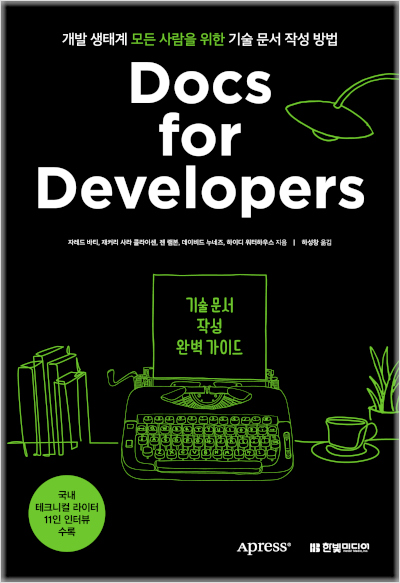 개발 생태계 모든 사람을 위한 기술 문서 작성 방법
Docs
for
Developers
자레드 바티, 재커리 사라 콜라이센, 젠 램본, 데이비드 누네즈, 하이디 워터하우스 지음 | 하성창 옮김
기술 문서
작성
완벽 가이드
국내
테크니컬 라이터
11인 인터뷰
수록
Apress®
한빛미디어